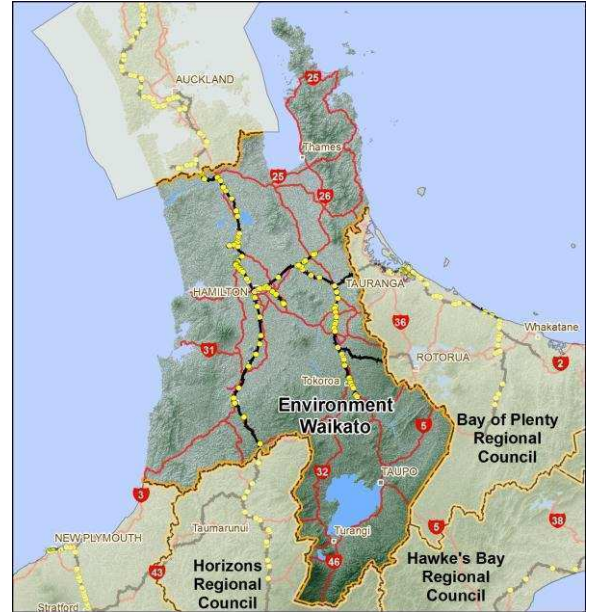 AUCKLAND
25
Thames
25
26
HAMILTON
TAURANGA
36
Whakatane
31
ROTORUA
2
Tokoroa
Environment
Waikato
5
Bay of Plenty
Regional
Council
3
32
TAUPO
Taumarunui
Turangi
5
38
NEW PLYMOUTH
46
43
Horizons
Regional
Council
Hawke's Bay
Regional
Council
Stratford